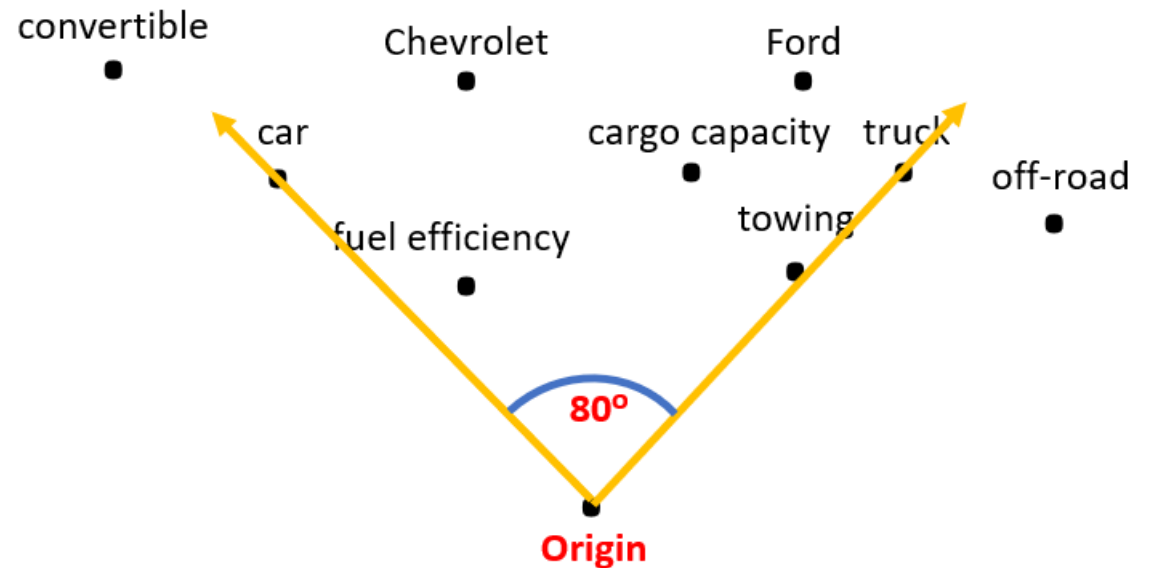 convertible
Chevrolet
Ford
car
cargo capacity
truck
off-road
towing
fuel efficiency
80º
Origin